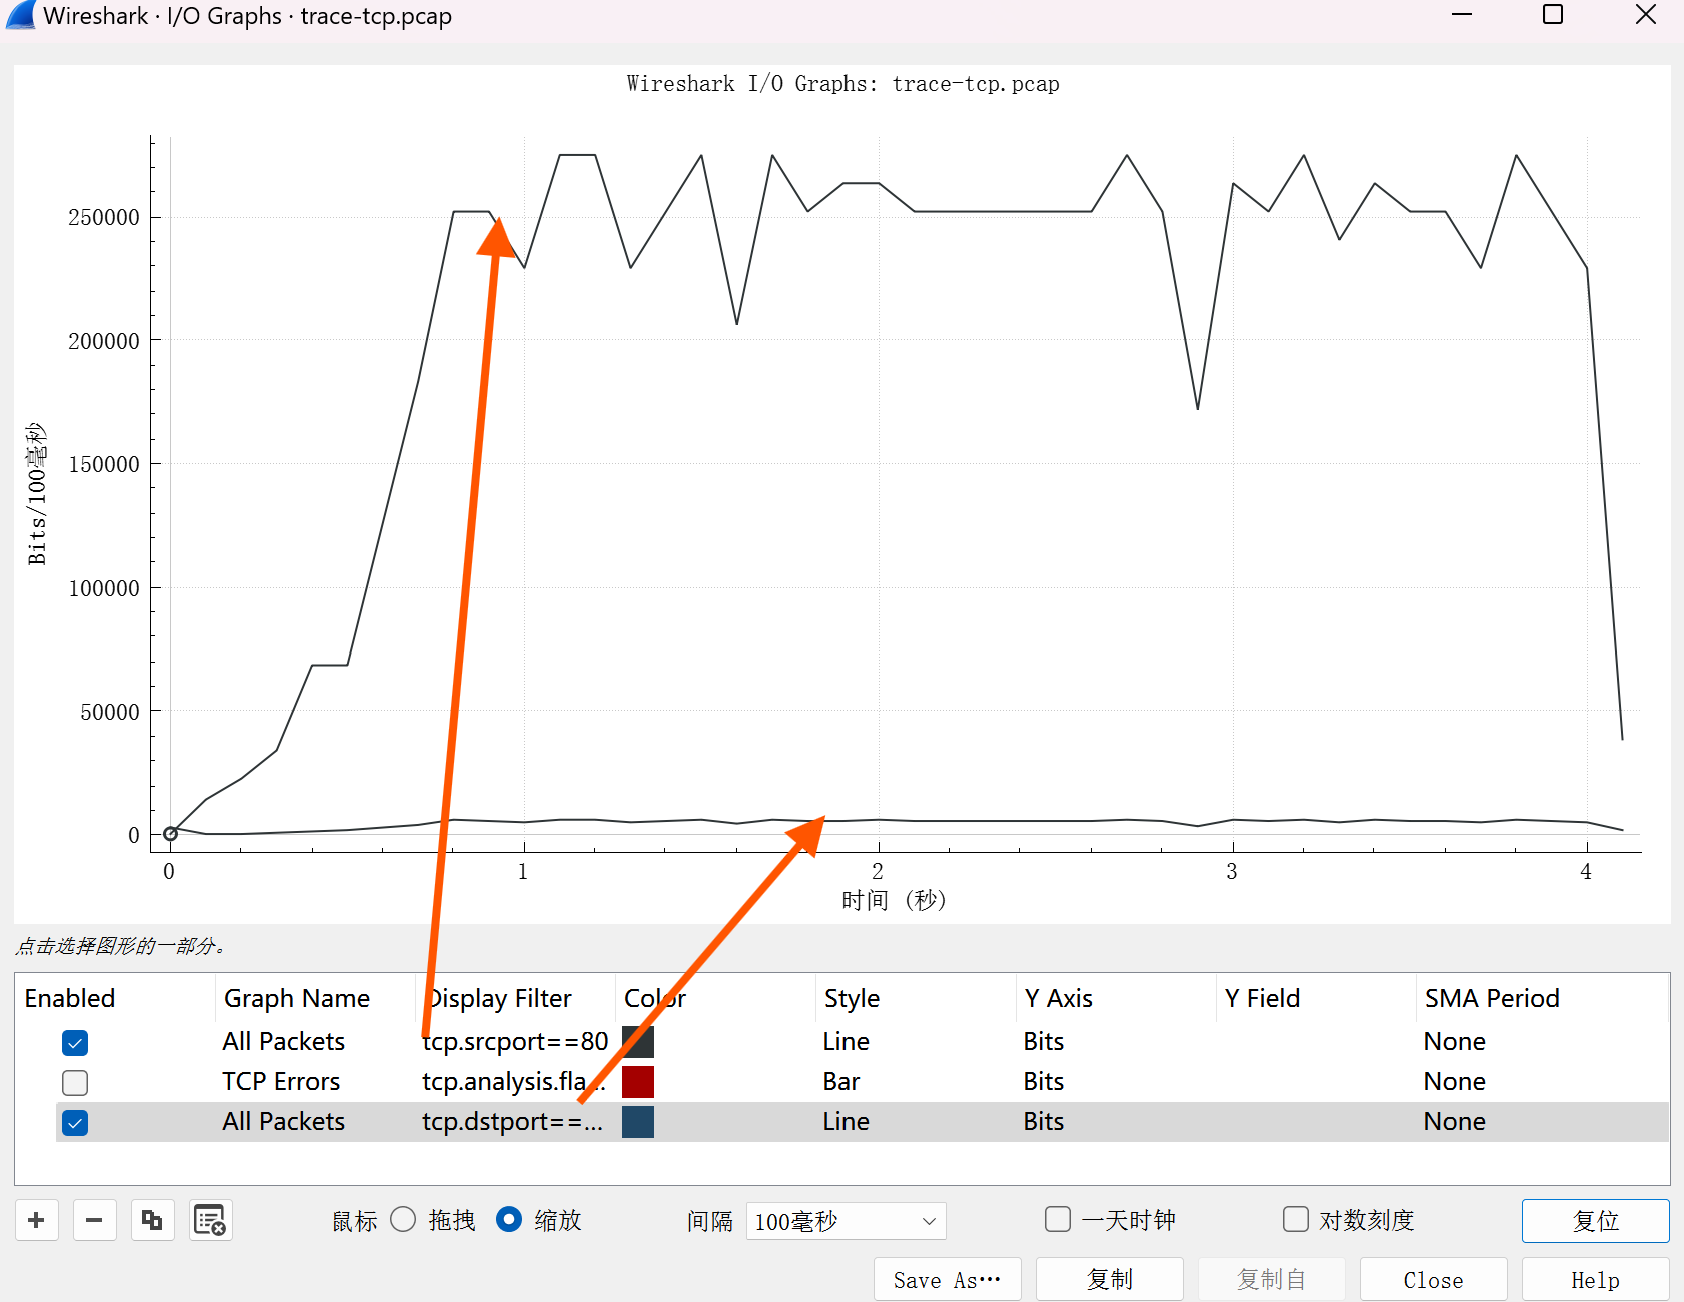 Wireshark · I/O Graphs · trace-tcp.pcap
Wireshark I/O Graphs: trace-tcp.pcap
250000
200000
150000
100000
50000
0
Bits/100毫秒
0 1 2 3 4
时间 (秒)
点击选择图形的一部分。
Enabled Graph Name Display Filter Color Style Y Axis Y Field SMA Period
All Packets tcp.srcport==80 Line Bits None
TCP Errors tcp.analysis.fla... Bar Bits None
All Packets tcp.dstport==... Line Bits None
鼠标 拖拽 缩放 间隔 100毫秒 一天时钟 对数刻度 复位
Save As… 复制 复制自 Close Help